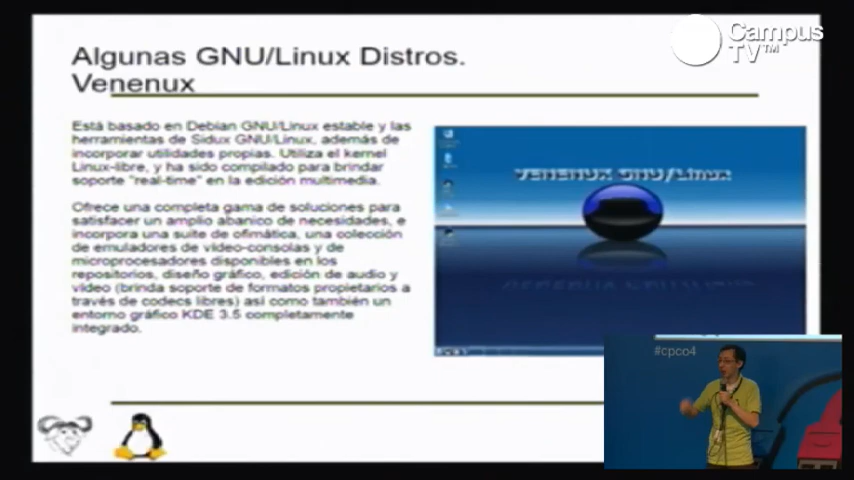 Algunas GNU/Linux Distros.
Venenux
Campus
TV™
Está basado en Debian GNU/Linux estable y las
herramientas de Sidux GNU/Linux, además de
incorporar utilidades propias. Utiliza el kernel
Linux-libre, y ha sido compilado para brindar
soporte "real-time" en la edición multimedia.
Ofrece una completa gama de soluciones para
satisfacer un amplio abanico de necesidades, e
incorpora una suite de ofimática, una colección
de emuladores de vídeo-consolas y de
microprocesadores disponibles en los
repositorios, diseño gráfico, edición de audio y
vídeo (brinda soporte de formatos propietarios a
través de codecs libres) así como también un
entorno gráfico KDE 3.5 completamente
integrado.
VENENUX GNU/Linux
#cpco4